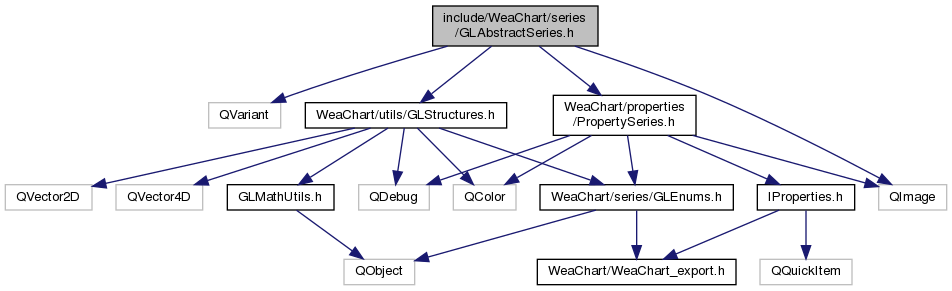 include/WeaChart/series
/GLAbstractSeries.h
QVariant
WeaChart/utils/GLStructures.h
WeaChart/properties
/PropertySeries.h
QVector2D
QVector4D
GLMathUtils.h
QDebug
QColor
WeaChart/series/GLEnums.h
IProperties.h
QImage
QObject
WeaChart/WeaChart_export.h
QQuickItem